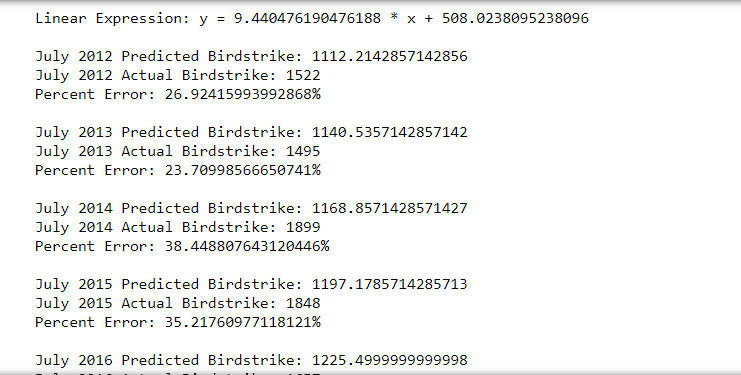 Linear Expression: y = 9.440476190476188 * x + 508.0238095238096
July 2012 Predicted Birdstrike: 1112.2142857142856
July 2012 Actual Birdstrike: 1522
Percent Error: 26.92415993992868%
July 2013 Predicted Birdstrike: 1140.5357142857142
July 2013 Actual Birdstrike: 1495
Percent Error: 23.70998566650741%
July 2014 Predicted Birdstrike: 1168.8571428571427
July 2014 Actual Birdstrike: 1899
Percent Error: 38.448807643120446%
July 2015 Predicted Birdstrike: 1197.1785714285713
July 2015 Actual Birdstrike: 1848
Percent Error: 35.21760977118121%
July 2016 Predicted Birdstrike: 1225.4999999999998